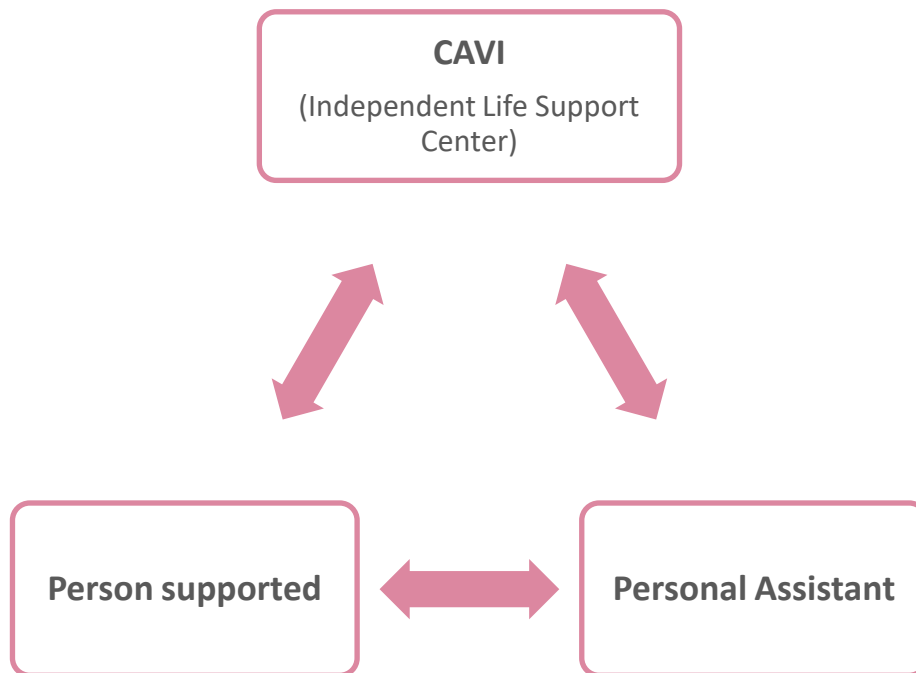 CAVI
(Independent Life Support
Center)
Person supported
Personal Assistant